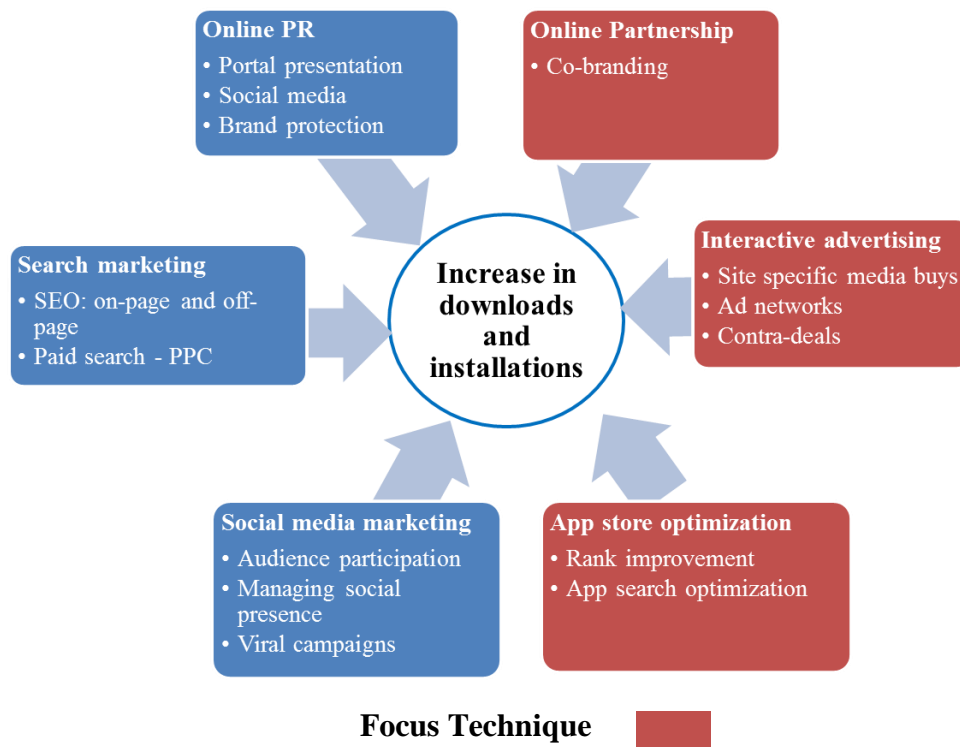 Online PR
• Portal presentation
• Social media
• Brand protection
Online Partnership
• Co-branding
Search marketing
• SEO: on-page and off-
page
• Paid search - PPC
Increase in
downloads
and
installations
Interactive advertising
• Site specific media buys
• Ad networks
• Contra-deals
Social media marketing
• Audience participation
• Managing social
presence
• Viral campaigns
App store optimization
• Rank improvement
• App search optimization
Focus Technique